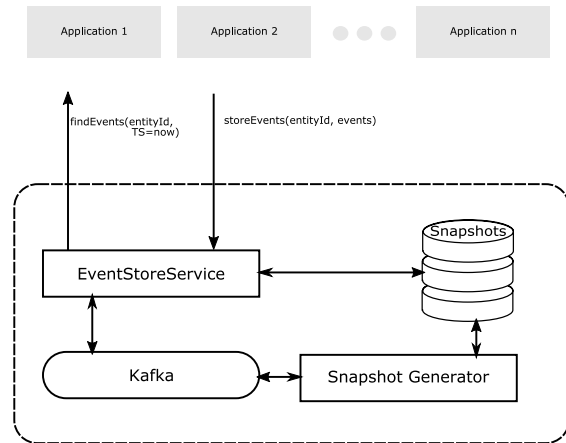 Application 1
Application 2
Application n
findEvents(entityId,
TS=now)
storeEvents(entityId, events)
Snapshots
EventStoreService
Kafka
Snapshot Generator